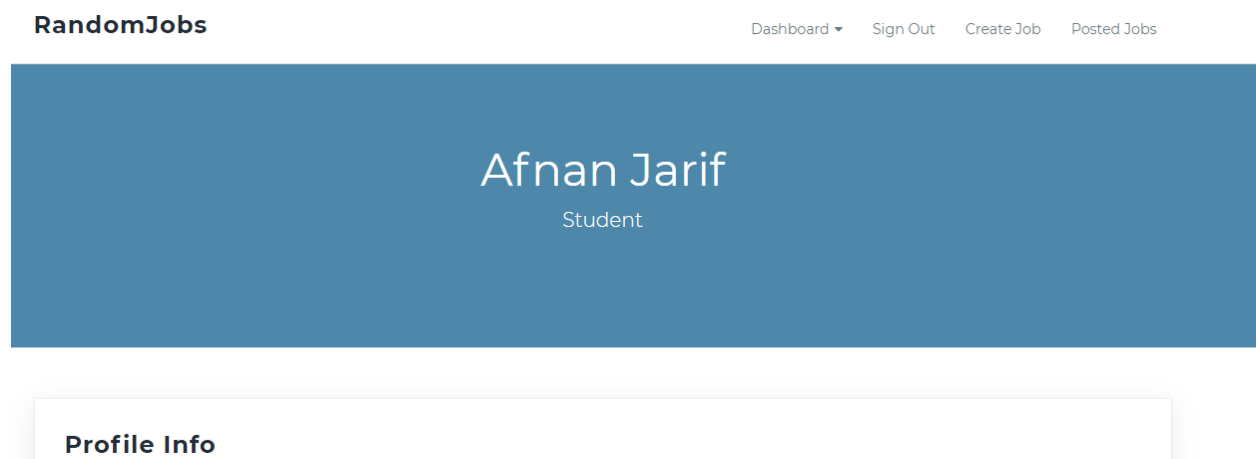 RandomJobs
Dashboard Sign Out Create Job Posted Jobs
Afnan Jarif
Student
Profile Info